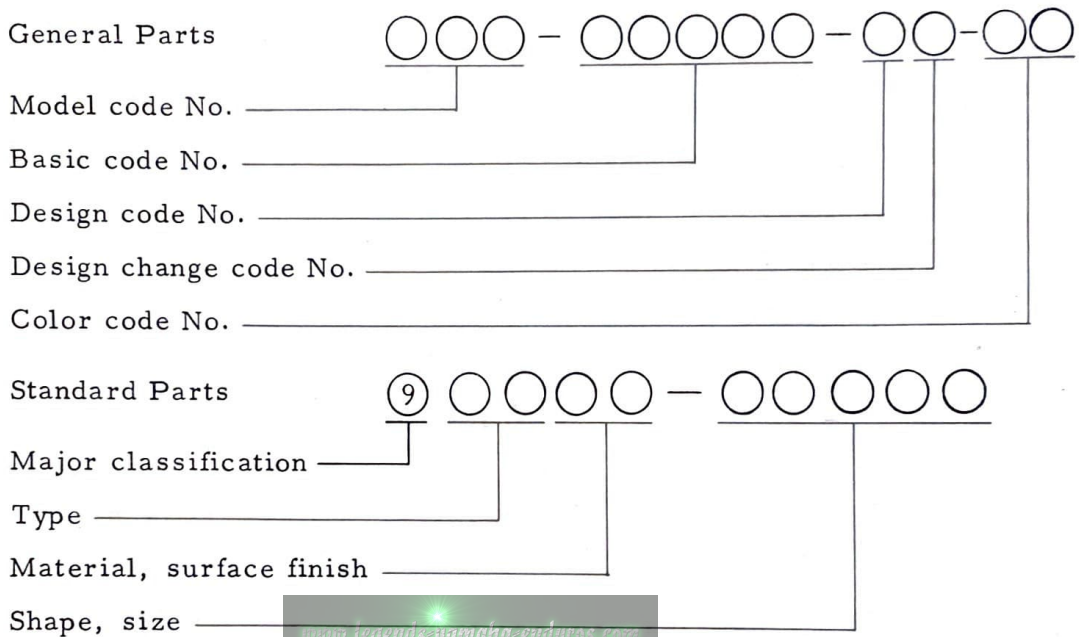 General Parts ○○○ - ○○○○○ - ○○-○○
Model code No.
Basic code No.
Design code No.
Design change code No.
Color code No.
Standard Parts ⑨○○○○ - ○○○○○
Major classification
Type
Material, surface finish
Shape, size